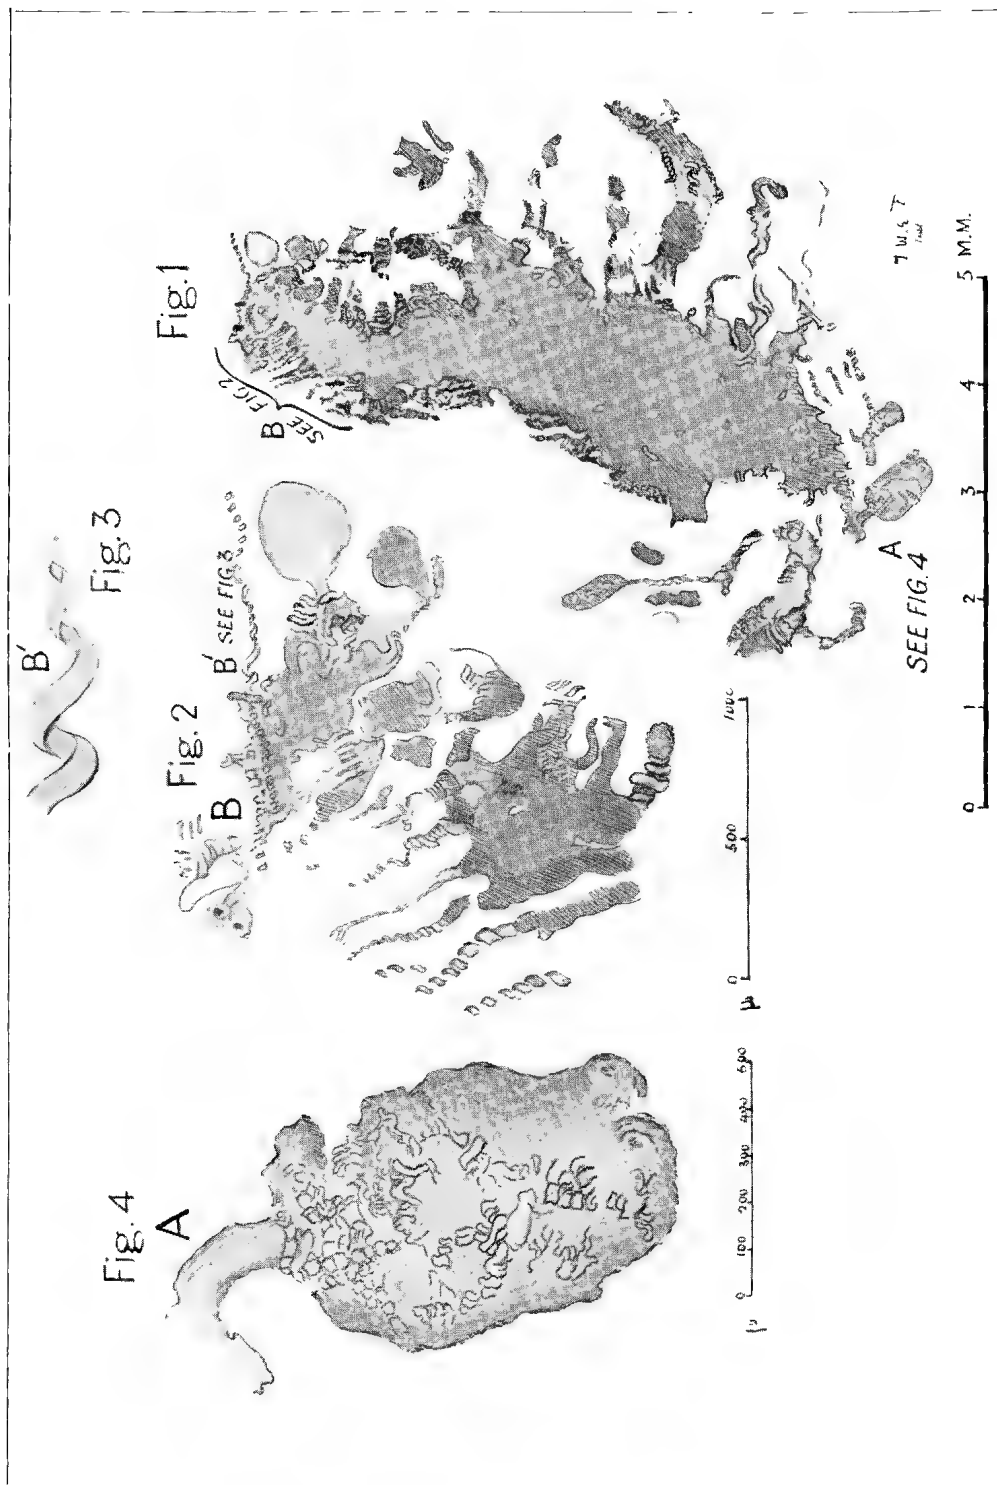 Fig. 1
B
SEE FIG. 2
Fig. 3
B'
Fig. 2
B
B' SEE FIG 3
Fig. 4
A
A
SEE FIG. 4
0 1 2 3 4 5 M.M.
μ 0 500 1000
μ 0 100 200 300 400 500